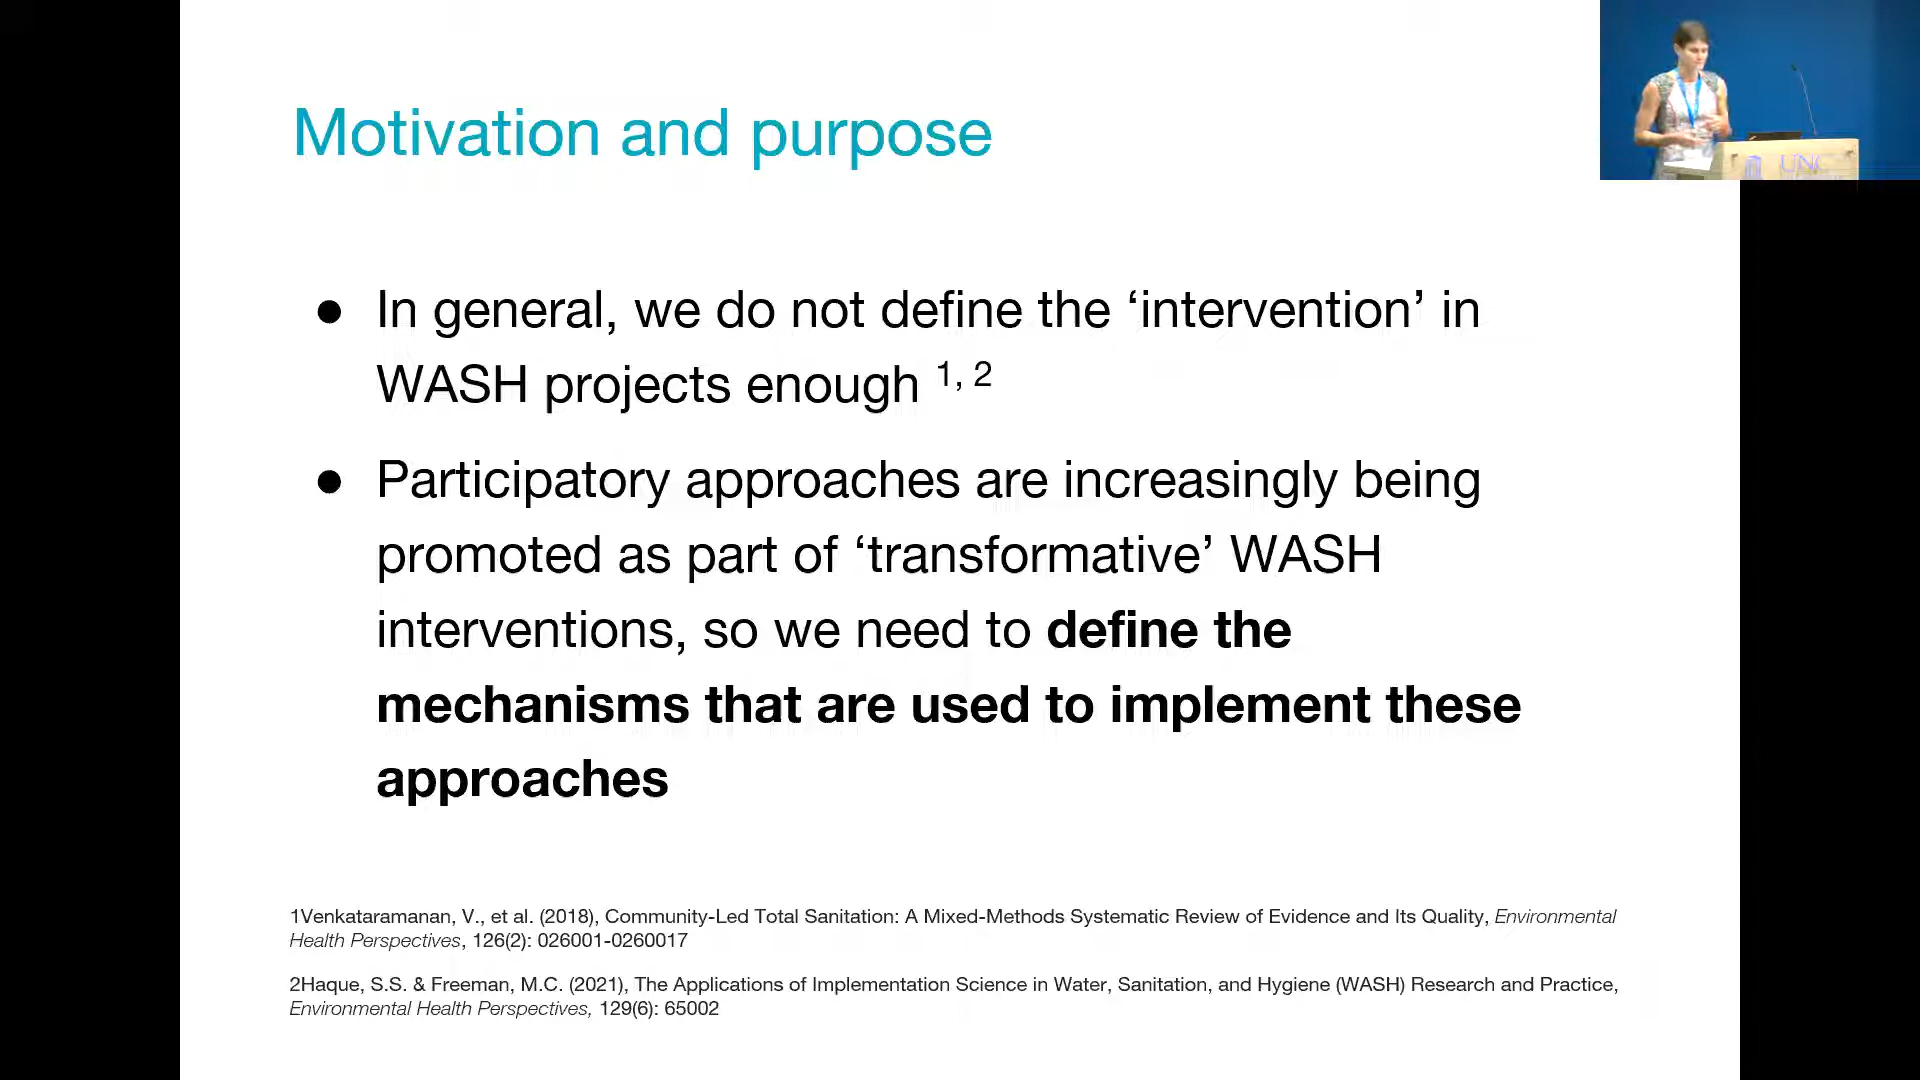 Motivation and purpose
UNC
● In general, we do not define the ‘intervention’ in
WASH projects enough 1, 2
● Participatory approaches are increasingly being
promoted as part of ‘transformative’ WASH
interventions, so we need to define the
mechanisms that are used to implement these
approaches
1Venkataramanan, V., et al. (2018), Community-Led Total Sanitation: A Mixed-Methods Systematic Review of Evidence and Its Quality, Environmental
Health Perspectives, 126(2): 026001-0260017
2Haque, S.S. & Freeman, M.C. (2021), The Applications of Implementation Science in Water, Sanitation, and Hygiene (WASH) Research and Practice,
Environmental Health Perspectives, 129(6): 65002